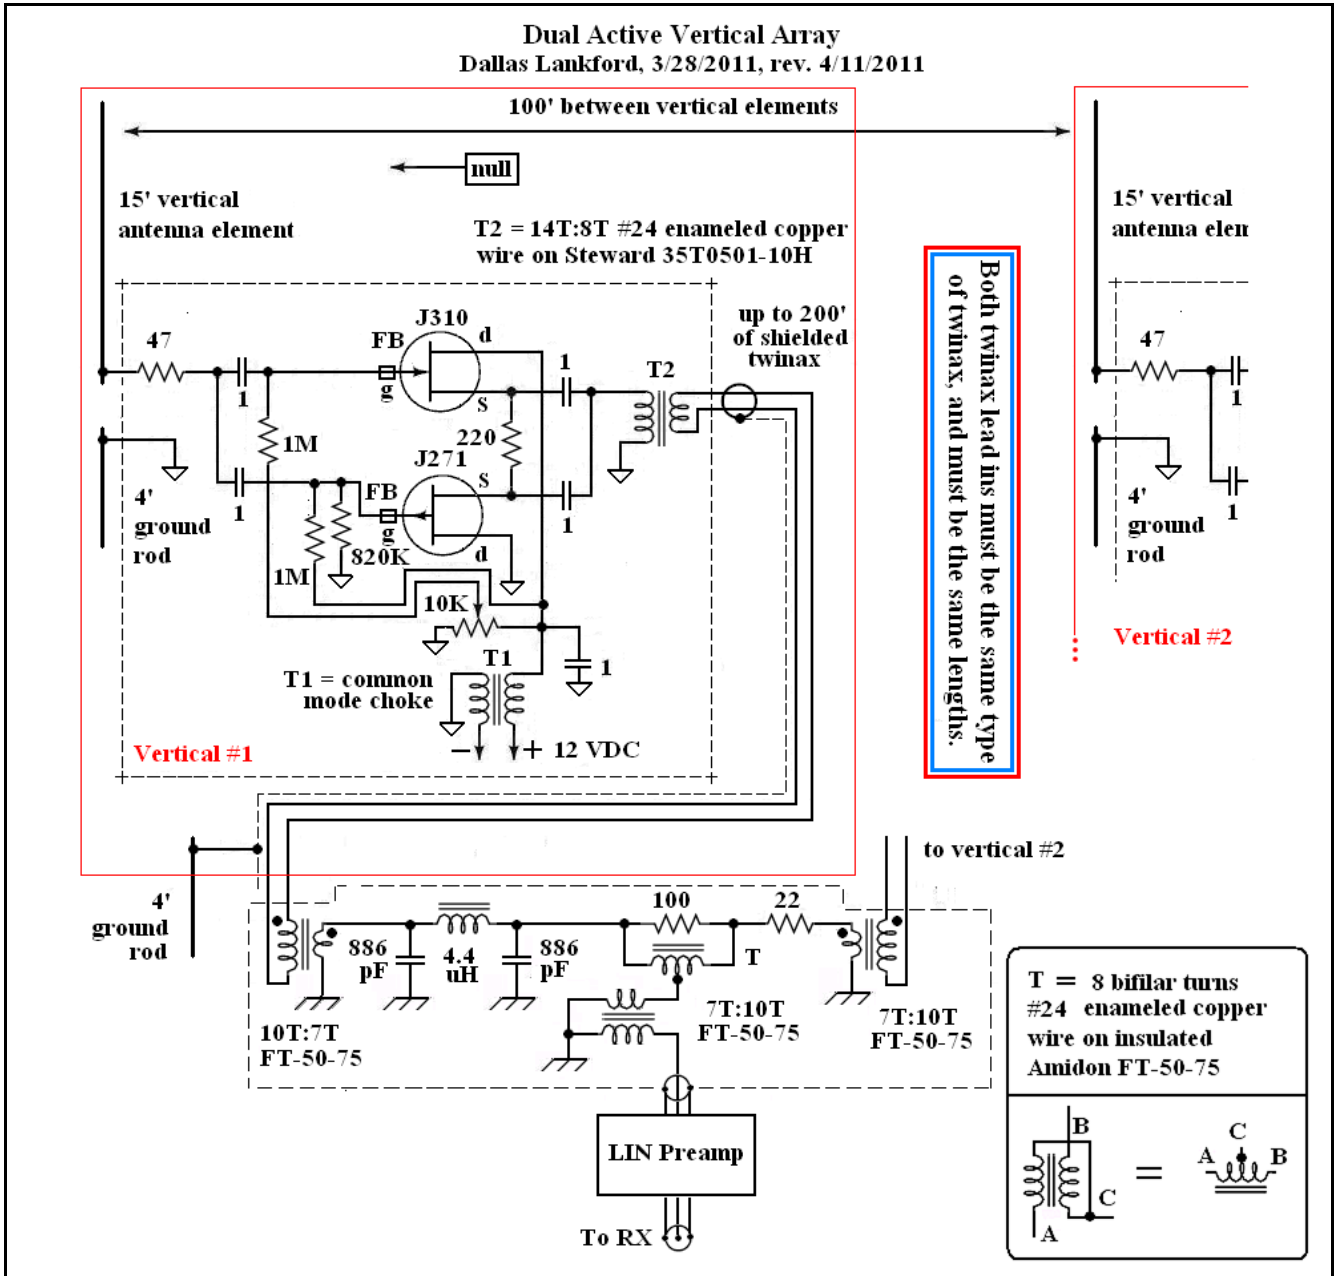 Dual Active Vertical Array
Dallas Lankford, 3/28/2011, rev. 4/11/2011
100' between vertical elements
null
15' vertical
antenna element
T2 = 14T:8T #24 enameled copper
wire on Steward 35T0501-10H
15' vertical
antenna elem
up to 200'
of shielded
twinax
Both twinax lead ins must be the same type
of twinax, and must be the same lengths.
47
FB
J310
d
g
s
1
1
T2
1M
220
J271
FB
s
g
d
1
1
820K
1M
4'
ground
rod
10K
T1
1
T1 = common
mode choke
− + 12 VDC
Vertical #1
47
1
1
4'
ground
rod
Vertical #2
to vertical #2
4'
ground
rod
100
22
886
pF
4.4
uH
886
pF
T
10T:7T
FT-50-75
7T:10T
FT-50-75
7T:10T
FT-50-75
LIN Preamp
To RX
T = 8 bifilar turns
#24 enameled copper
wire on insulated
Amidon FT-50-75
B
C
A
=
A
C
B